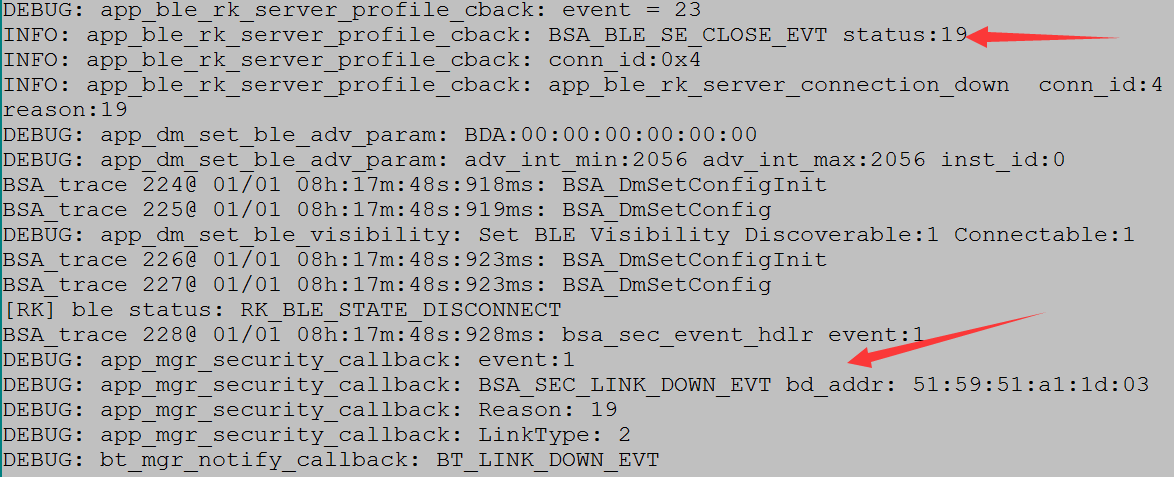 DEBUG: app_ble_rk_server_profile_cback: event = 23
INFO: app_ble_rk_server_profile_cback: BSA_BLE_SE_CLOSE_EVT status:19
INFO: app_ble_rk_server_profile_cback: conn_id:0x4
INFO: app_ble_rk_server_profile_cback: app_ble_rk_server_connection_down  conn_id:4
reason:19
DEBUG: app_dm_set_ble_adv_param: BDA:00:00:00:00:00:00
DEBUG: app_dm_set_ble_adv_param: adv_int_min:2056 adv_int_max:2056 inst_id:0
BSA_trace 224@ 01/01 08h:17m:48s:918ms: BSA_DmSetConfigInit
BSA_trace 225@ 01/01 08h:17m:48s:919ms: BSA_DmSetConfig
DEBUG: app_dm_set_ble_visibility: Set BLE Visibility Discoverable:1 Connectable:1
BSA_trace 226@ 01/01 08h:17m:48s:923ms: BSA_DmSetConfigInit
BSA_trace 227@ 01/01 08h:17m:48s:923ms: BSA_DmSetConfig
[RK] ble status: RK_BLE_STATE_DISCONNECT
BSA_trace 228@ 01/01 08h:17m:48s:928ms: bsa_sec_event_hdlr event:1
DEBUG: app_mgr_security_callback: event:1
DEBUG: app_mgr_security_callback: BSA_SEC_LINK_DOWN_EVT bd_addr: 51:59:51:a1:1d:03
DEBUG: app_mgr_security_callback: Reason: 19
DEBUG: app_mgr_security_callback: LinkType: 2
DEBUG: bt_mgr_notify_callback: BT_LINK_DOWN_EVT